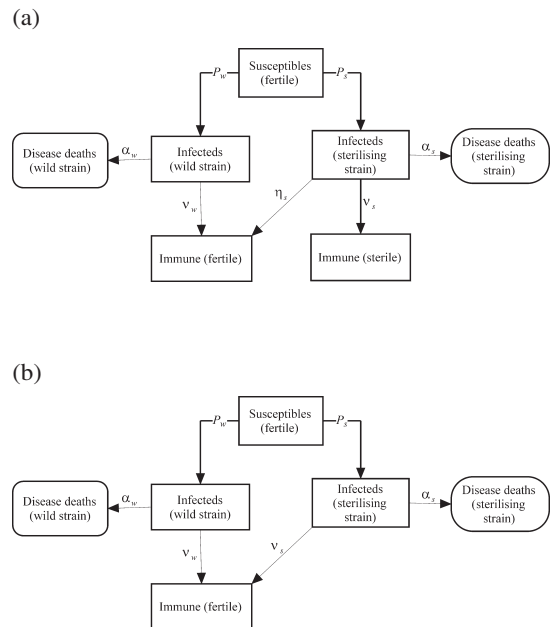 (a)
Susceptibles
(fertile)
P_w
P_s
Disease deaths
(wild strain)
α_w
Infecteds
(wild strain)
Infecteds
(sterilising
strain)
α_s
Disease deaths
(sterilising
strain)
ν_w
η_s
ν_s
Immune (fertile)
Immune (sterile)
(b)
Susceptibles
(fertile)
P_w
P_s
Disease deaths
(wild strain)
α_w
Infecteds
(wild strain)
Infecteds
(sterilising
strain)
α_s
Disease deaths
(sterilising
strain)
ν_w
ν_s
Immune (fertile)